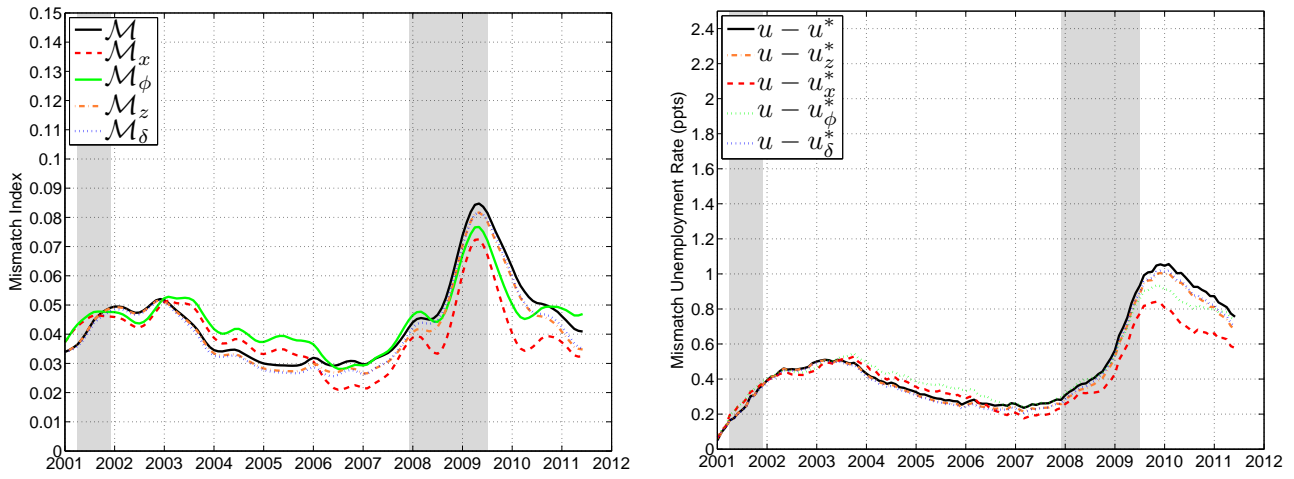 Mismatch Index
0.15
0.14
0.13
0.12
0.11
0.1
0.09
0.08
0.07
0.06
0.05
0.04
0.03
0.02
0.01
0
ℳ
ℳₓ
ℳ_ϕ
ℳ_z
ℳ_δ
2001 2002 2003 2004 2005 2006 2007 2008 2009 2010 2011 2012
Mismatch Unemployment Rate (ppts)
2.4
2.2
2
1.8
1.6
1.4
1.2
1
0.8
0.6
0.4
0.2
0
u − u*
u − u*_z
u − u*_x
u − u*_ϕ
u − u*_δ
2001 2002 2003 2004 2005 2006 2007 2008 2009 2010 2011 2012